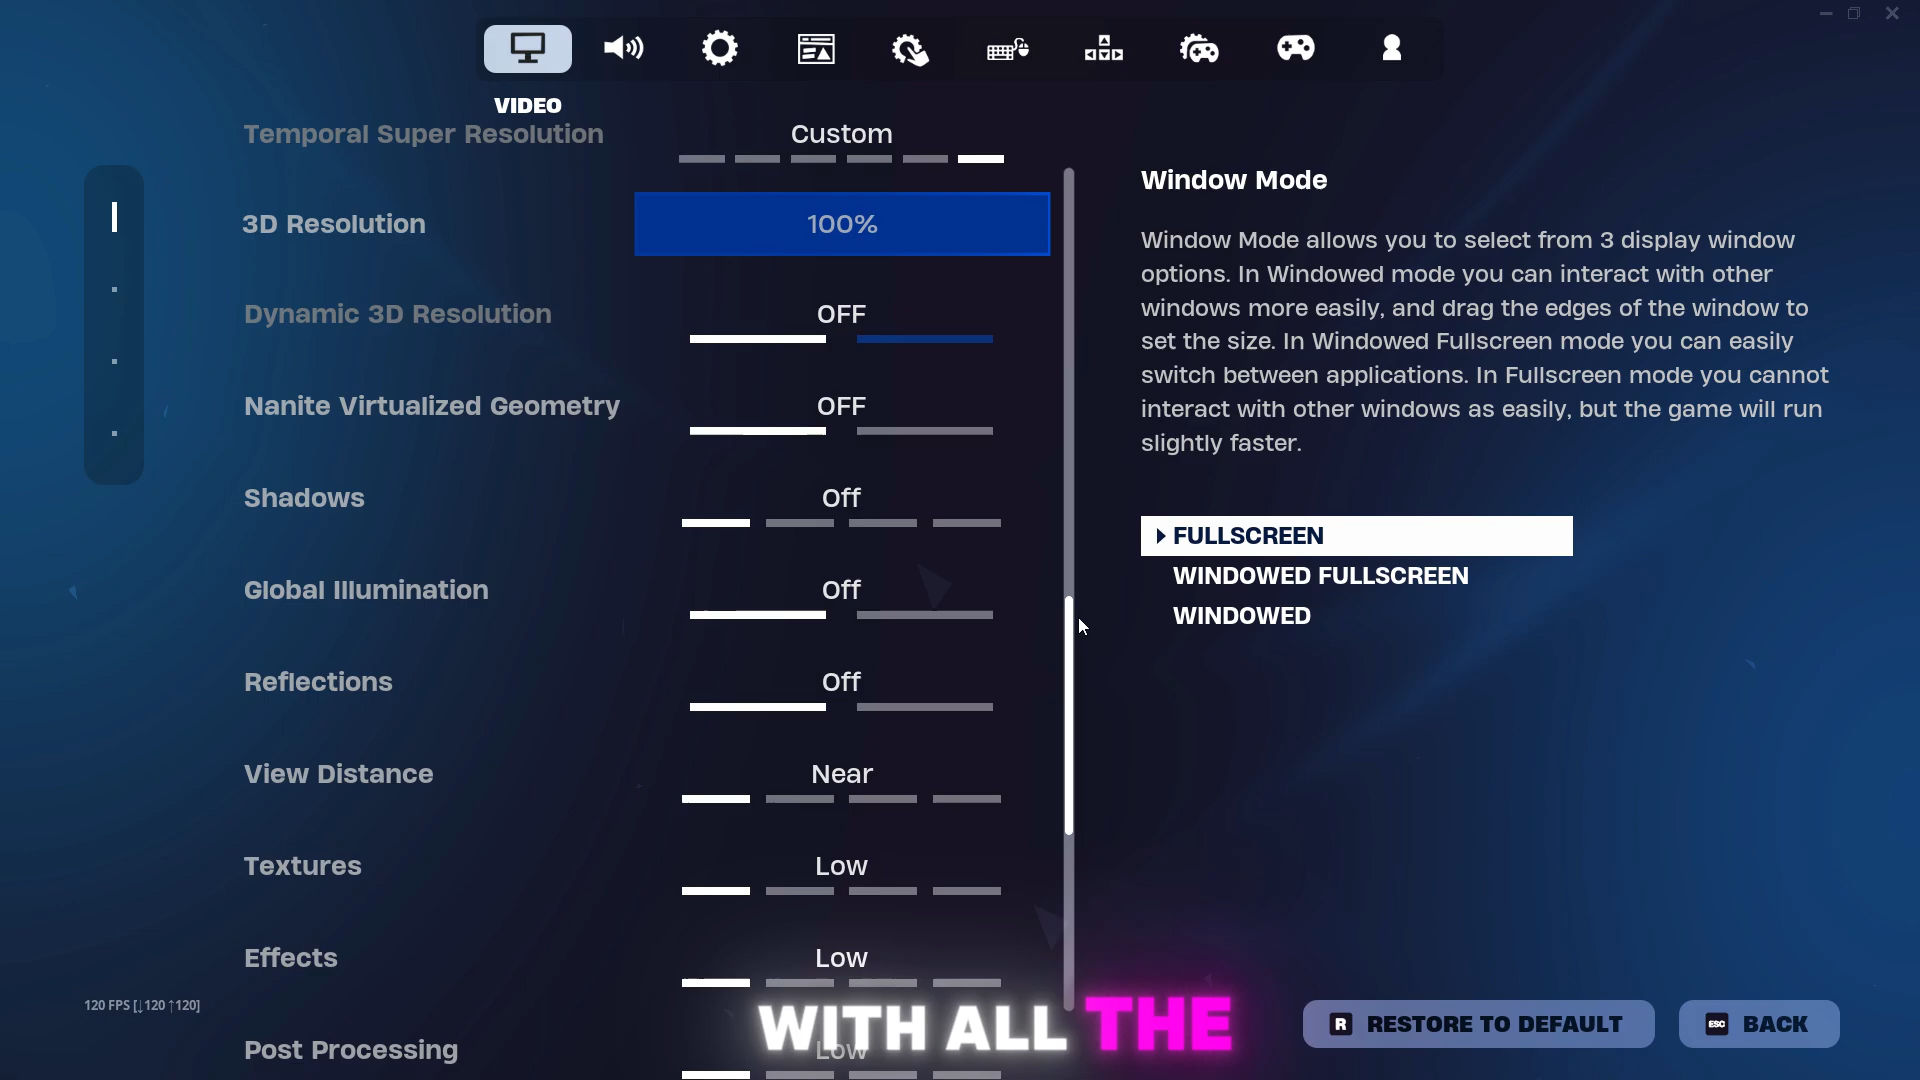 VIDEO
Temporal Super Resolution
Custom
3D Resolution
100%
Dynamic 3D Resolution
OFF
Nanite Virtualized Geometry
OFF
Shadows
Off
Global Illumination
Off
Reflections
Off
View Distance
Near
Textures
Low
Effects
Low
Post Processing
Low
Window Mode
Window Mode allows you to select from 3 display window
options. In Windowed mode you can interact with other
windows more easily, and drag the edges of the window to
set the size. In Windowed Fullscreen mode you can easily
switch between applications. In Fullscreen mode you cannot
interact with other windows as easily, but the game will run
slightly faster.
FULLSCREEN
WINDOWED FULLSCREEN
WINDOWED
120 FPS [↓120 ↑120]
WITH ALL THE
R RESTORE TO DEFAULT
ESC BACK